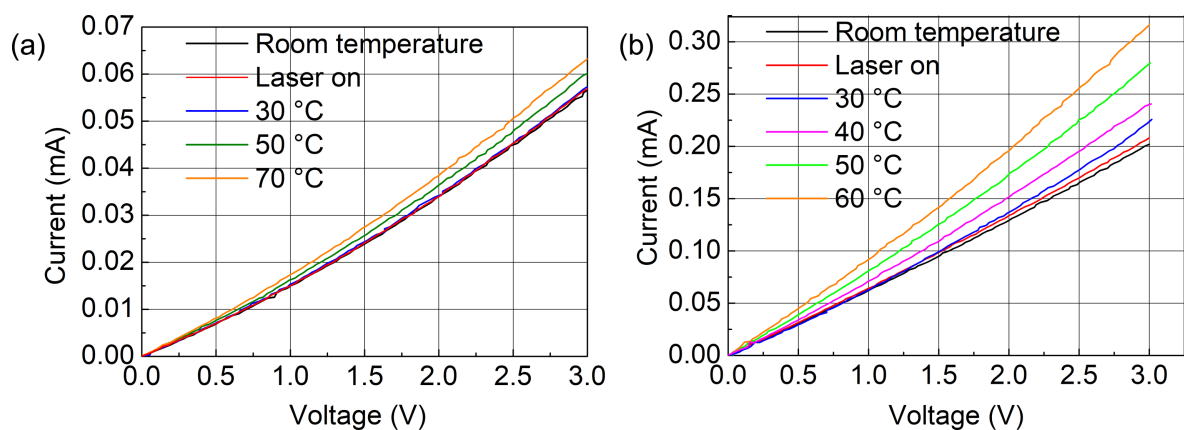 (a)
Current (mA)
0.07
0.06
0.05
0.04
0.03
0.02
0.01
0.00
Room temperature
Laser on
30 °C
50 °C
70 °C
0.0 0.5 1.0 1.5 2.0 2.5 3.0
Voltage (V)
(b)
Current (mA)
0.30
0.25
0.20
0.15
0.10
0.05
0.00
Room temperature
Laser on
30 °C
40 °C
50 °C
60 °C
0.0 0.5 1.0 1.5 2.0 2.5 3.0
Voltage (V)